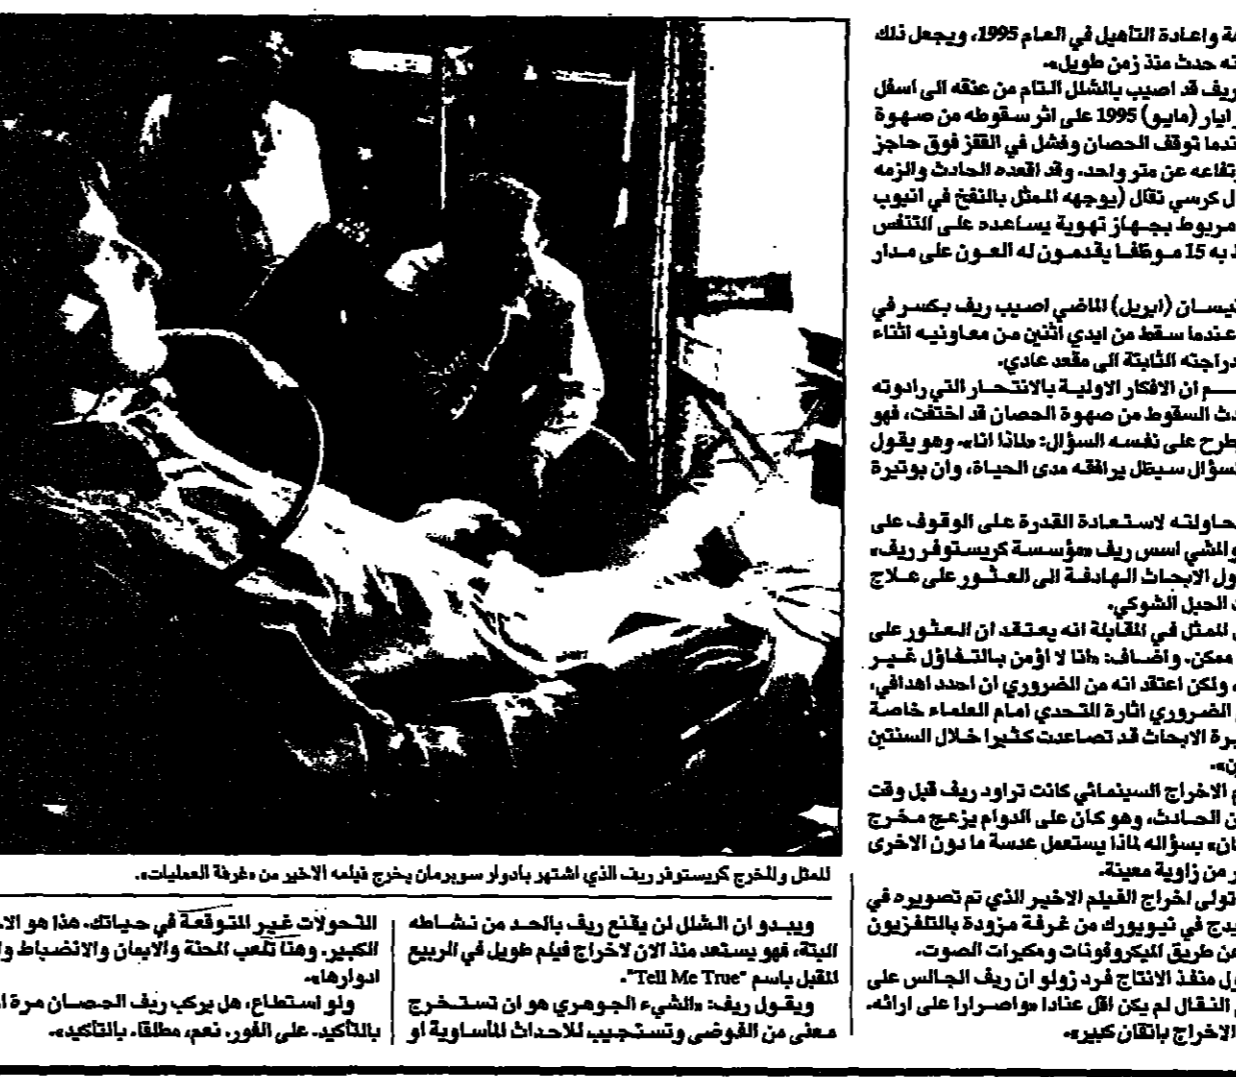 ة واعادة التأهيل في العام 1995، ويجعل ذلك
ته حدث منذ زمن طويل».
ريف قد اصيب بالشلل التام من عنقه الى اسفل
ايار (مايو) 1995 على اثر سقوطه من صهوة
ندما توقف الحصان وفشل في القفز فوق حاجز
تفاعه عن متر واحد. وقد اقعده الحادث والزمه
ل كرسي نقال (يوجهه الممثل بالنفخ في انبوب
مربوط بجهاز تهوية يساعده على التنفس
به 15 موظفا يقدمون له العون على مدار
نيسان (ابريل) الماضي اصيب ريف بكسر في
عندما سقط من ايدي اثنين من معاونيه اثناء
دراجته الثابتة الى مقعد عادي.
م ان الافكار الاولية بالانتحار التي راودته
دث السقوط من صهوة الحصان قد اختفت، فهو
طرح على نفسه السؤال: «لماذا انا». وهو يقول
لسؤال سيظل يرافقه مدى الحياة، وان بوتيرة
حاولته لاستعادة القدرة على الوقوف على
والمشي اسس ريف «مؤسسة كريستوفر ريف»
ول الابحاث الهادفة الى العثور على علاج
الحبل الشوكي.
الممثل في المقابلة انه يعتقد ان العثور على
ممكن. واضاف: «انا لا اؤمن بالتفاؤل غير
، ولكن اعتقد انه من الضروري ان احدد اهدافي،
الضروري اثارة التحدي امام العلماء خاصة
يرة الابحاث قد تصاعدت كثيرا خلال السنتين
ن».
م الاخراج السينمائي كانت تراود ريف قبل وقت
ن الحادث، وهو كان على الدوام يزعج مخرج
ان» بسؤاله لماذا يستعمل عدسة ما دون الاخرى
ر من زاوية معينة.
تولى اخراج الفيلم الاخير الذي تم تصويره في
يدج في نيويورك من غرفة مزودة بالتلفزيون
عن طريق الميكروفونات ومكبرات الصوت.
ول منفذ الانتاج فرد زولو ان ريف الجالس على
النقال لم يكن اقل عنادا «واصرارا على ارائه.
الاخراج باتقان كبير».
الممثل والمخرج كريستوفر ريف الذي اشتهر بادوار سوبرمان يخرج فيلمه الاخير من «غرفة العمليات».
ويبدو ان الشلل لن يقنع ريف بالحد من نشاطه
البتة، فهو يستعد منذ الان لاخراج فيلم طويل في الربيع
المقبل باسم "Tell Me True".
ويقول ريف: «الشيء الجوهري هو ان تستخرج
معنى من الفوضى وتستجيب للاحداث المأساوية او
التحولات غير المتوقعة في حياتك. هذا هو الا
الكبير. وهنا تلعب المحنة والايمان والانضباط وا
ادوارها».
ولو استطاع، هل يركب ريف الحصان مرة ا
بالتأكيد. على الفور. نعم، مطلقا. بالتأكيد».